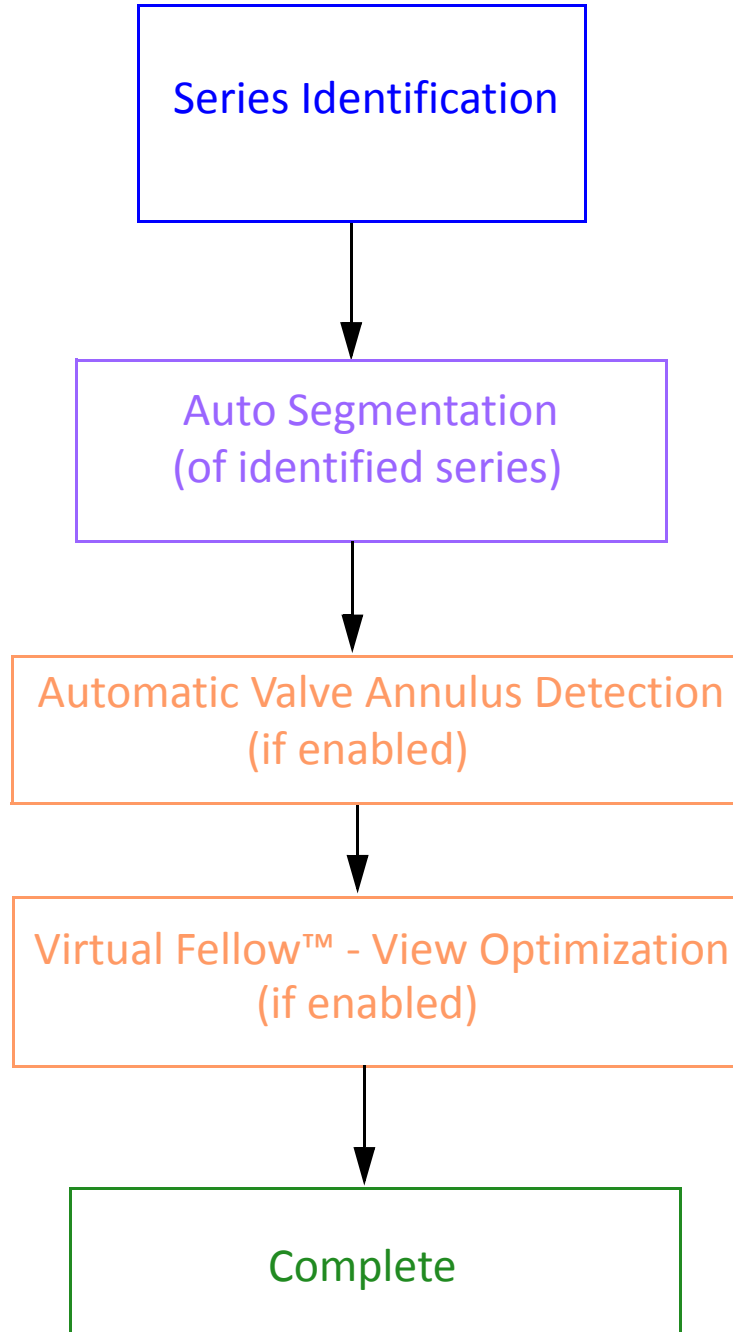 Series Identification
Auto Segmentation
(of identified series)
Automatic Valve Annulus Detection
(if enabled)
Virtual Fellow™ - View Optimization
(if enabled)
Complete